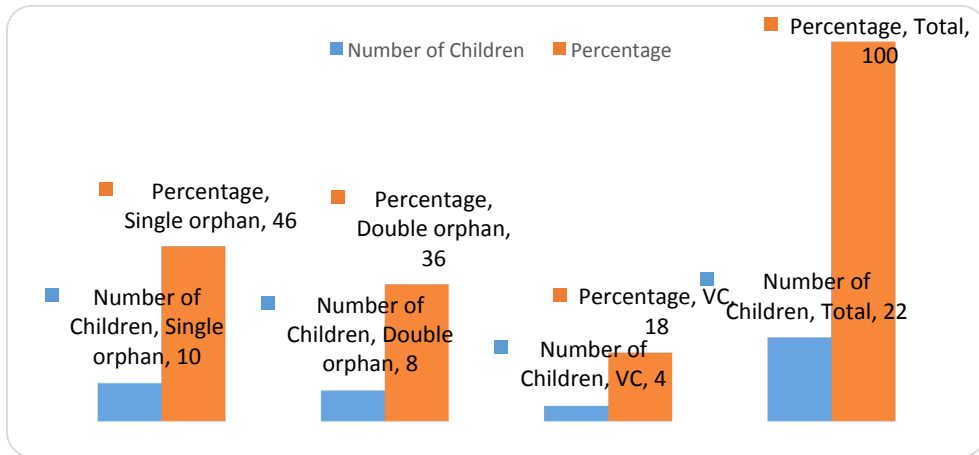 Number of Children
Percentage
Percentage, Total,
100
Percentage,
Single orphan, 46
Percentage,
Double orphan,
36
Number of
Children, Single
orphan, 10
Number of
Children, Double
orphan, 8
Percentage, VC,
18
Number of
Children, VC, 4
Number of
Children, Total, 22